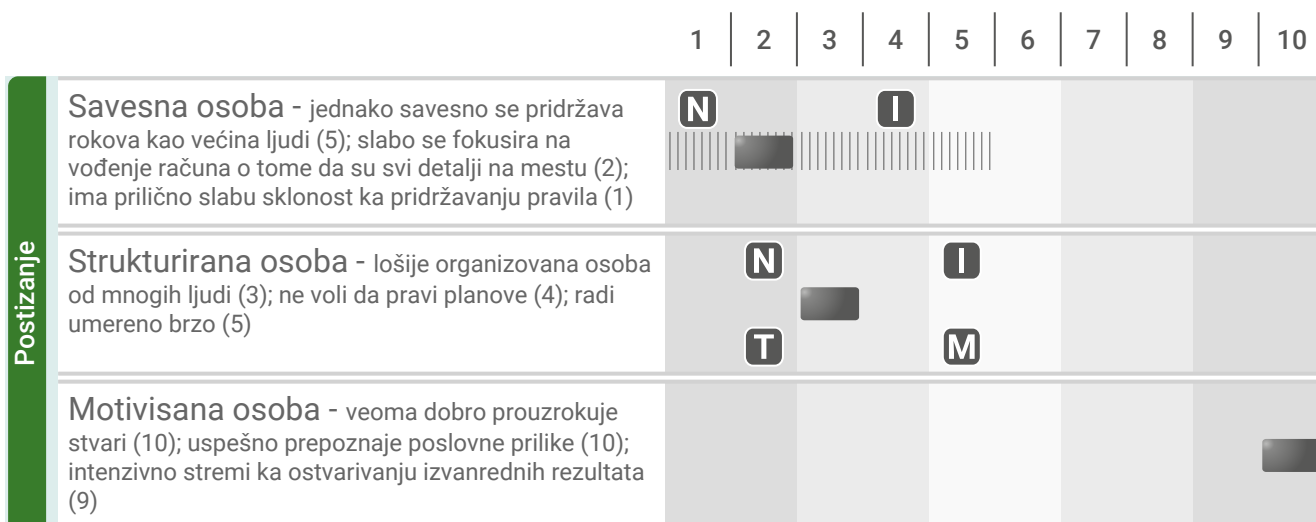 1 2 3 4 5 6 7 8 9 10
Postizanje
Savesna osoba - jednako savesno se pridržava
rokova kao većina ljudi (5); slabo se fokusira na
vođenje računa o tome da su svi detalji na mestu (2);
ima prilično slabu sklonost ka pridržavanju pravila (1)
N I
Strukturirana osoba - lošije organizovana osoba
od mnogih ljudi (3); ne voli da pravi planove (4); radi
umereno brzo (5)
N I
T M
Motivisana osoba - veoma dobro prouzrokuje
stvari (10); uspešno prepoznaje poslovne prilike (10);
intenzivno stremi ka ostvarivanju izvanrednih rezultata
(9)